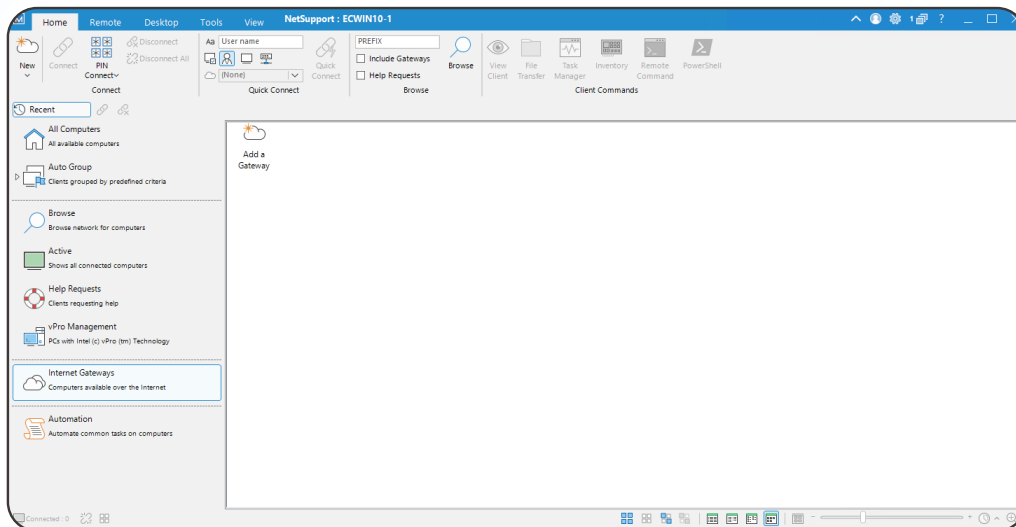 Home Remote Desktop Tools View NetSupport : ECWIN10-1 1 ?
New
Connect
PIN
Connect
Disconnect
Disconnect All
Connect
Aa User name
(None)
Quick
Connect
Quick Connect
PREFIX
Include Gateways
Help Requests
Browse
Browse
View
Client
File
Transfer
Task
Manager
Inventory
Remote
Command
PowerShell
Client Commands
Recent
All Computers
All available computers
Auto Group
Clients grouped by predefined criteria
Browse
Browse network for computers
Active
Shows all connected computers
Help Requests
Clients requesting help
vPro Management
PCs with Intel (c) vPro (tm) Technology
Internet Gateways
Computers available over the Internet
Automation
Automate common tasks on computers
Add a
Gateway
Connected : 0